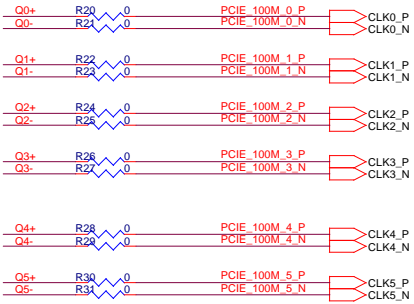 Q0+ R20 0 PCIE_100M_0_P CLK0_P
Q0- R21 0 PCIE_100M_0_N CLK0_N
Q1+ R22 0 PCIE_100M_1_P CLK1_P
Q1- R23 0 PCIE_100M_1_N CLK1_N
Q2+ R24 0 PCIE_100M_2_P CLK2_P
Q2- R25 0 PCIE_100M_2_N CLK2_N
Q3+ R26 0 PCIE_100M_3_P CLK3_P
Q3- R27 0 PCIE_100M_3_N CLK3_N
Q4+ R28 0 PCIE_100M_4_P CLK4_P
Q4- R29 0 PCIE_100M_4_N CLK4_N
Q5+ R30 0 PCIE_100M_5_P CLK5_P
Q5- R31 0 PCIE_100M_5_N CLK5_N